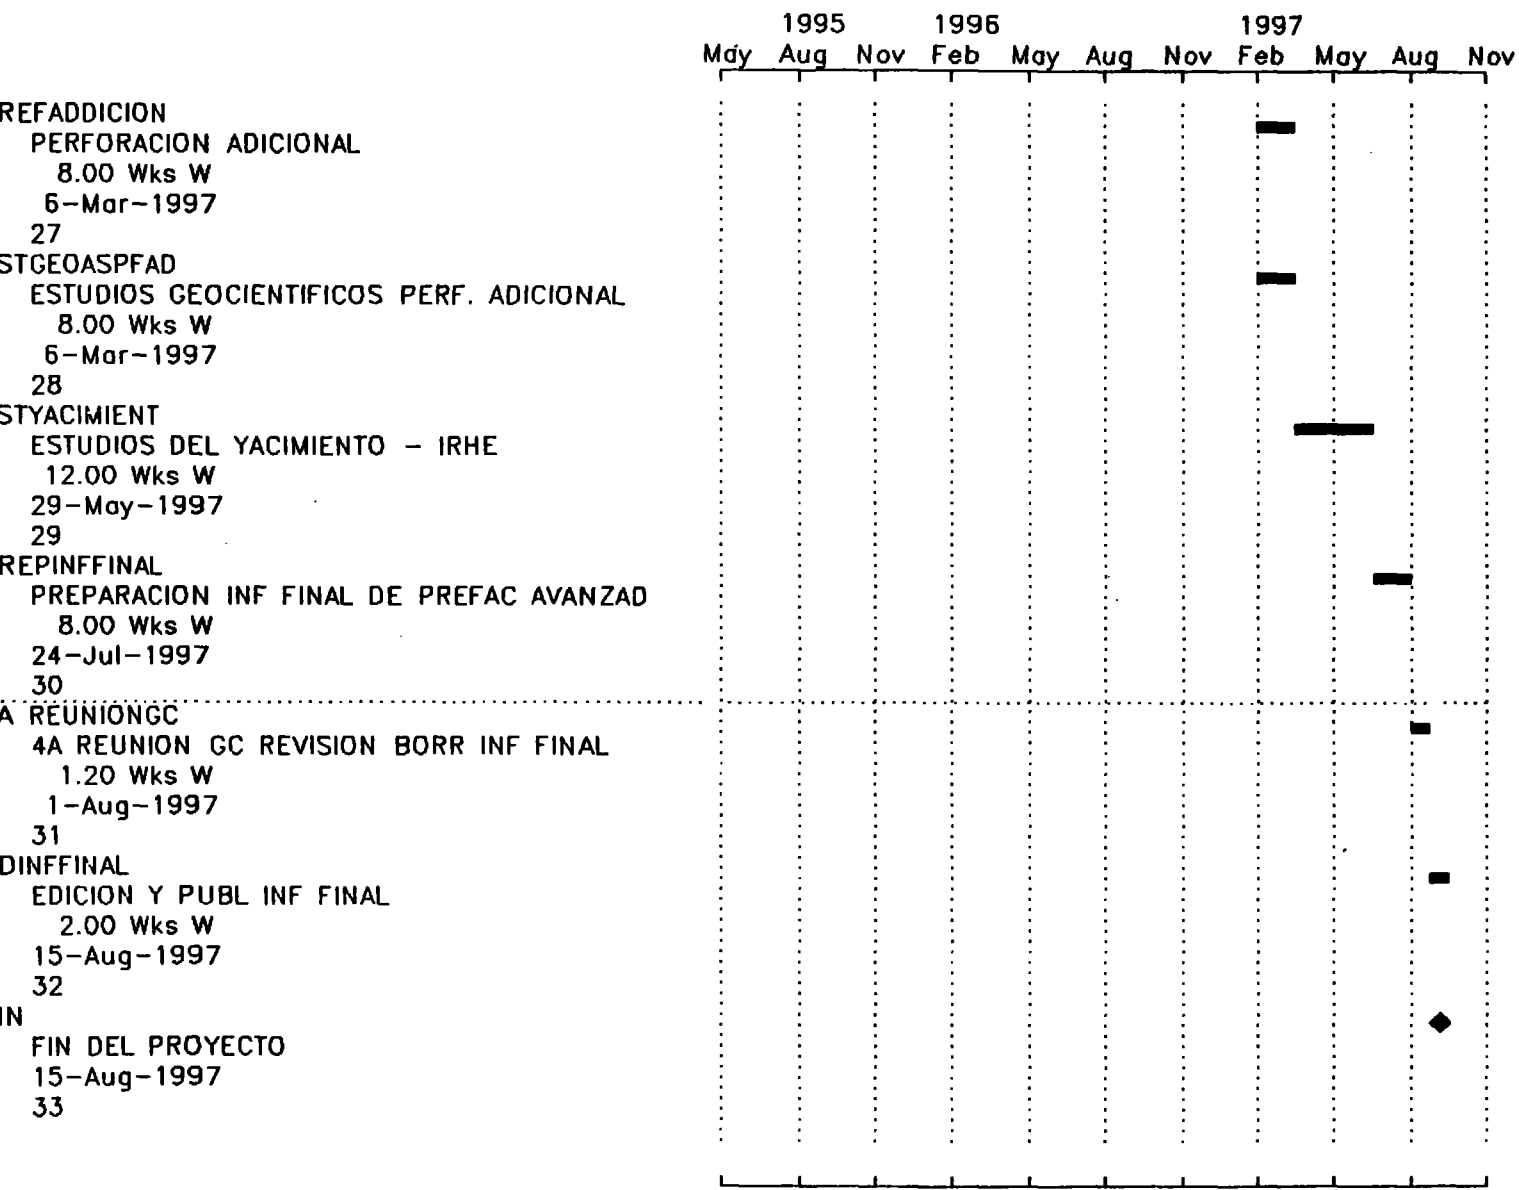 1995 1996 1997
May Aug Nov Feb May Aug Nov Feb May Aug Nov
REFADDICION
PERFORACION ADICIONAL
8.00 Wks W
6-Mar-1997
27
STGEOASPFAD
ESTUDIOS GEOCIENTIFICOS PERF. ADICIONAL
8.00 Wks W
6-Mar-1997
28
STYACIMIENT
ESTUDIOS DEL YACIMIENTO - IRHE
12.00 Wks W
29-May-1997
29
REPINFFINAL
PREPARACION INF FINAL DE PREFAC AVANZAD
8.00 Wks W
24-Jul-1997
30
A REUNIONGC
4A REUNION GC REVISION BORR INF FINAL
1.20 Wks W
1-Aug-1997
31
DINFFINAL
EDICION Y PUBL INF FINAL
2.00 Wks W
15-Aug-1997
32
IN
FIN DEL PROYECTO
15-Aug-1997
33